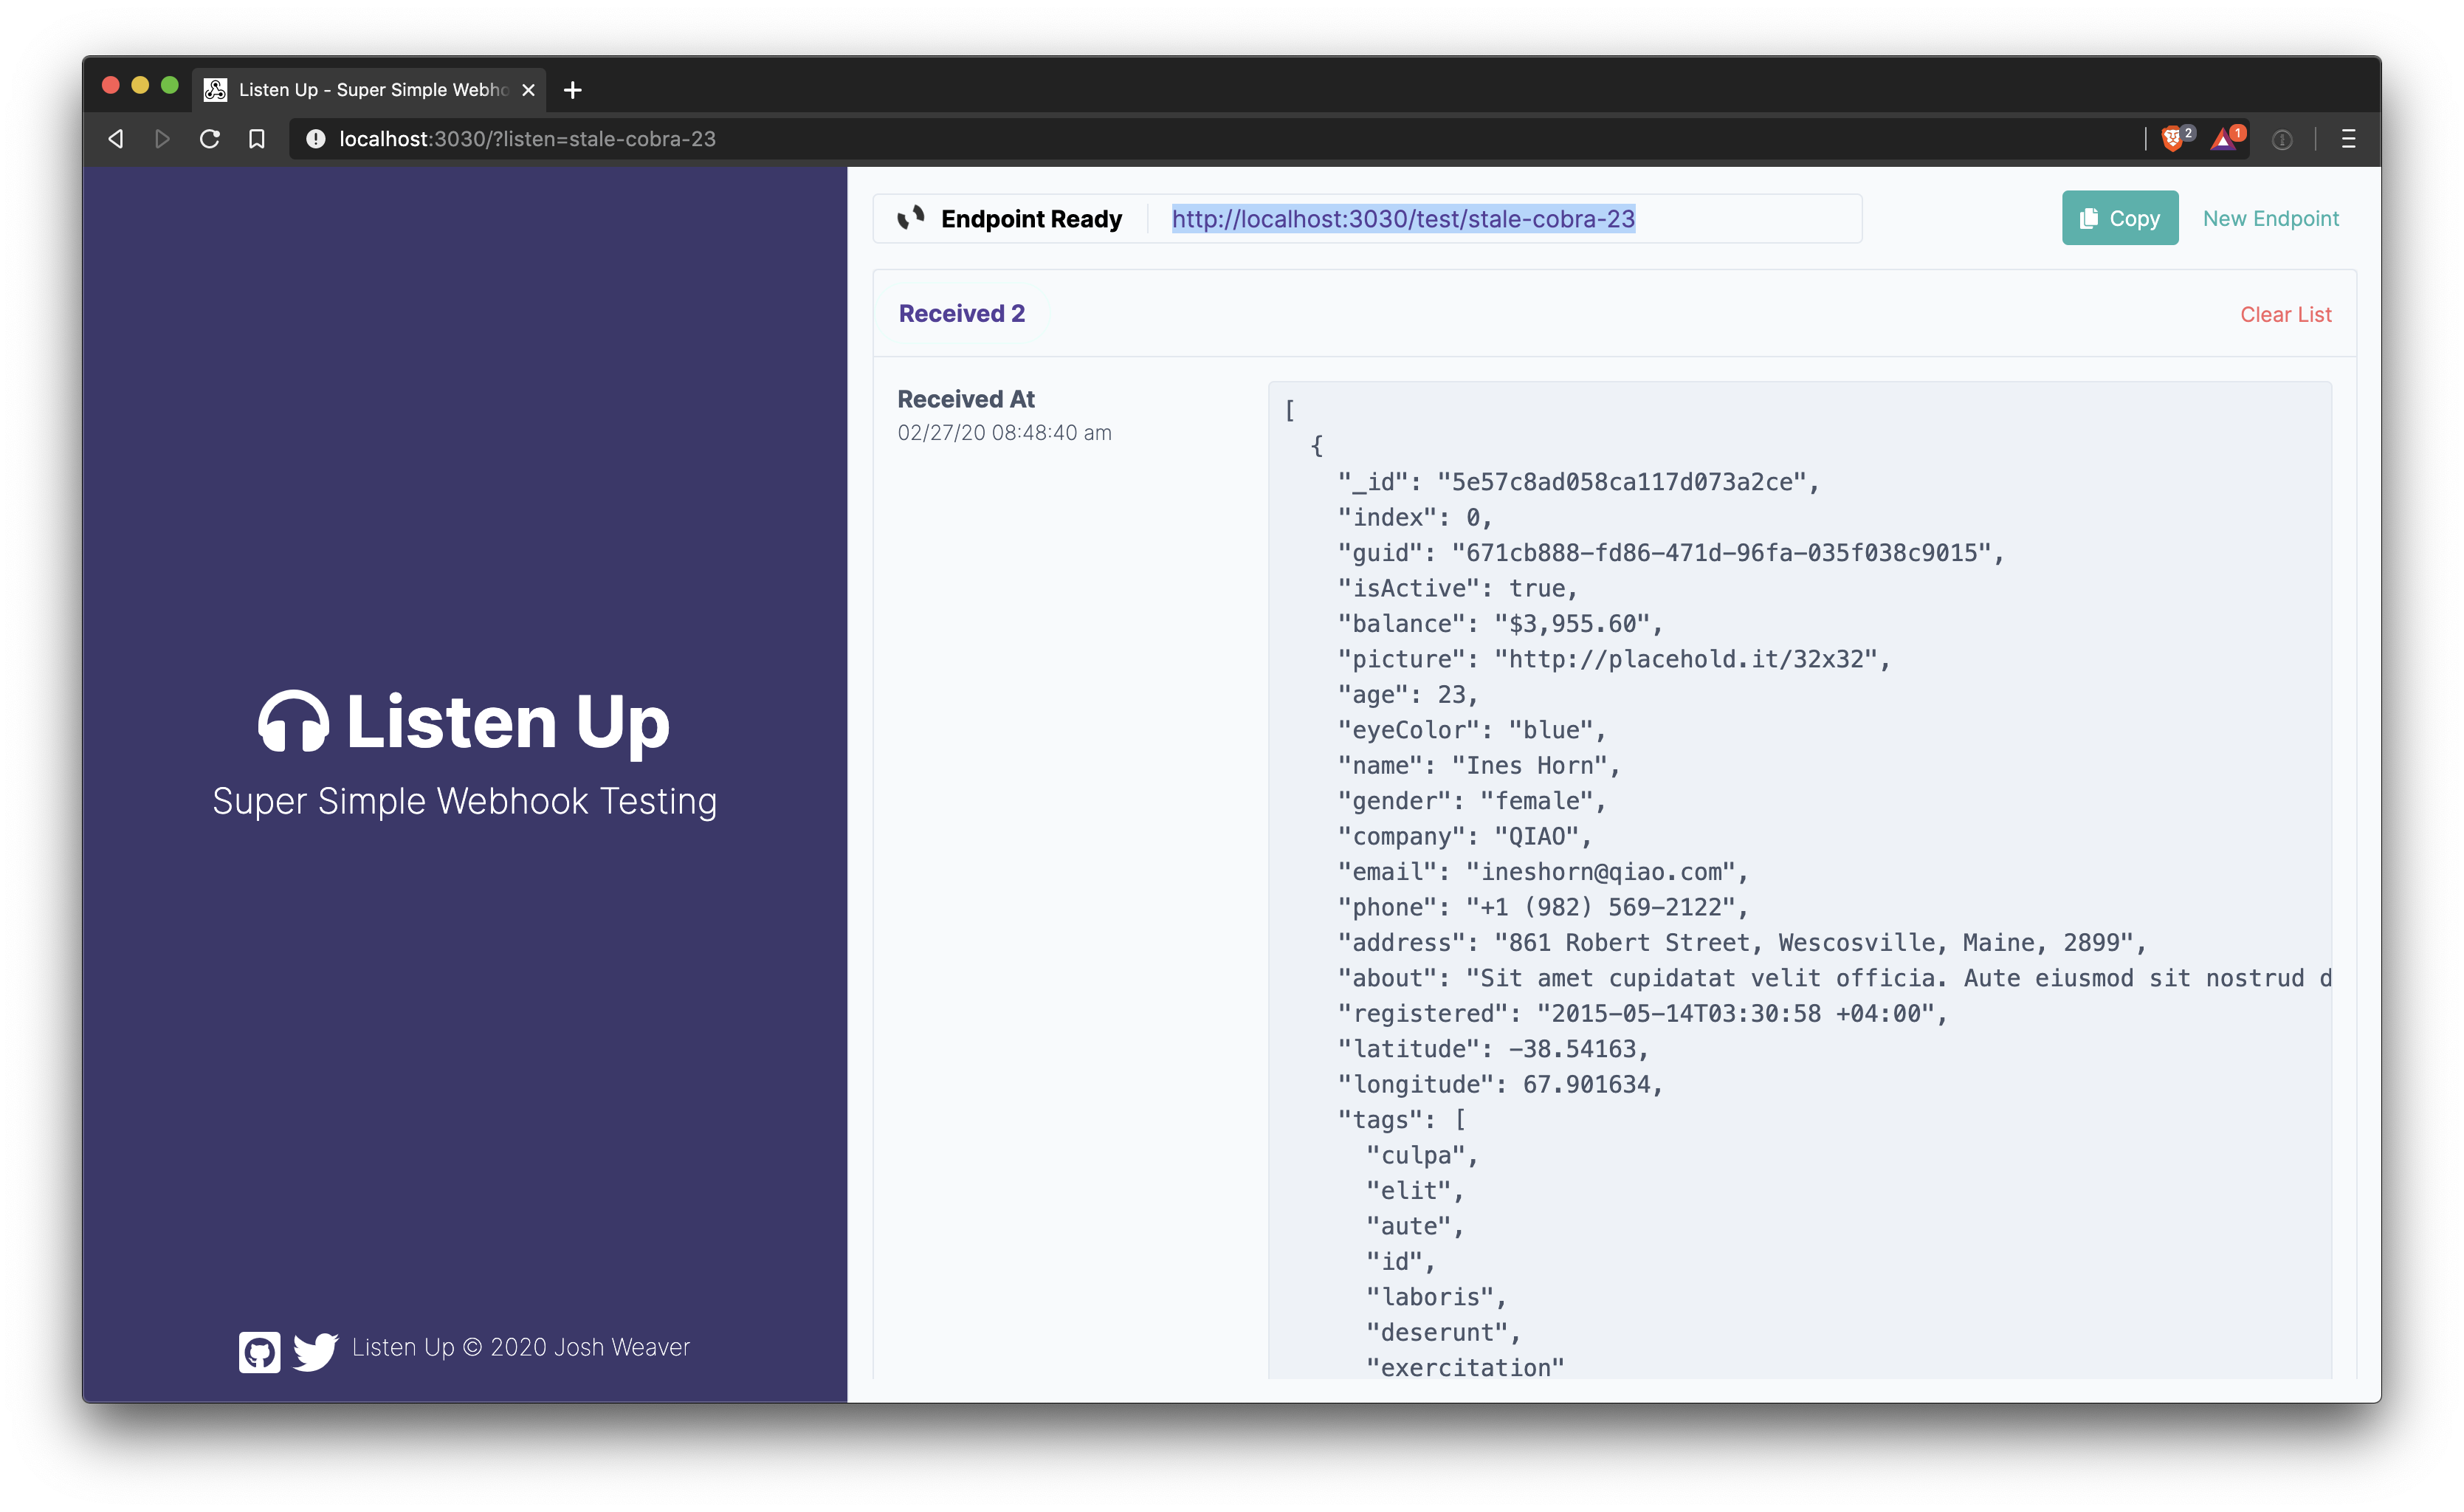 Listen Up - Super Simple Webho
localhost:3030/?listen=stale-cobra-23
2
1
Endpoint Ready
http://localhost:3030/test/stale-cobra-23
Copy
New Endpoint
Received 2
Clear List
Received At
02/27/20 08:48:40 am
[
{
"_id": "5e57c8ad058ca117d073a2ce",
"index": 0,
"guid": "671cb888-fd86-471d-96fa-035f038c9015",
"isActive": true,
"balance": "$3,955.60",
"picture": "http://placehold.it/32x32",
"age": 23,
"eyeColor": "blue",
"name": "Ines Horn",
"gender": "female",
"company": "QIAO",
"email": "ineshorn@qiao.com",
"phone": "+1 (982) 569-2122",
"address": "861 Robert Street, Wescosville, Maine, 2899",
"about": "Sit amet cupidatat velit officia. Aute eiusmod sit nostrud d
"registered": "2015-05-14T03:30:58 +04:00",
"latitude": -38.54163,
"longitude": 67.901634,
"tags": [
"culpa",
"elit",
"aute",
"id",
"laboris",
"deserunt",
"exercitation"
Listen Up
Super Simple Webhook Testing
Listen Up © 2020 Josh Weaver